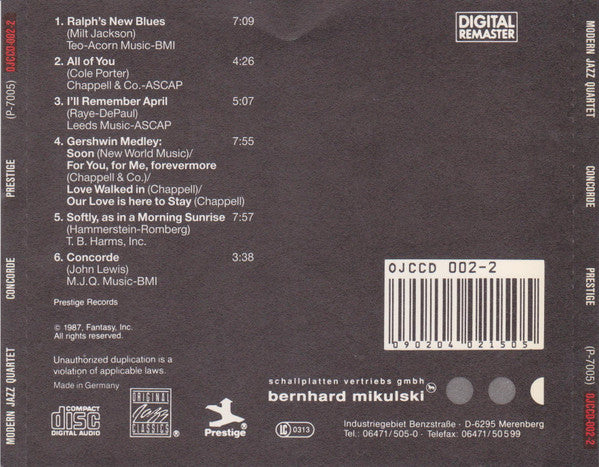 MODERN JAZZ QUARTET CONCORDE PRESTIGE (P-7005) OJCCD-002-2
1. Ralph's New Blues 7:09
(Milt Jackson)
Teo-Acorn Music-BMI
2. All of You 4:26
(Cole Porter)
Chappell & Co.-ASCAP
3. I'll Remember April 5:07
(Raye-DePaul)
Leeds Music-ASCAP
4. Gershwin Medley: 7:55
Soon (New World Music)/
For You, for Me, forevermore
(Chappell & Co.)/
Love Walked in (Chappell)/
Our Love is here to Stay (Chappell)
5. Softly, as in a Morning Sunrise 7:57
(Hammerstein-Romberg)
T. B. Harms, Inc.
6. Concorde 3:38
(John Lewis)
M.J.Q. Music-BMI
Prestige Records
© 1987, Fantasy, Inc.
All rights reserved.
Unauthorized duplication is a
violation of applicable laws.
Made in Germany
COMPACT
disc
DIGITAL AUDIO
ORIGINAL
Jazz
CLASSICS
Prestige®
LC 0313
DIGITAL
REMASTER
OJCCD 002-2
090204021505
schallplatten vertriebs gmbh
bernhard mikulski
Industriegebiet Benzstraße · D-6295 Merenberg
Tel.: 06471/505-0 · Telefax: 06471/50599
MODERN JAZZ QUARTET CONCORDE PRESTIGE (P-7005) OJCCD-002-2